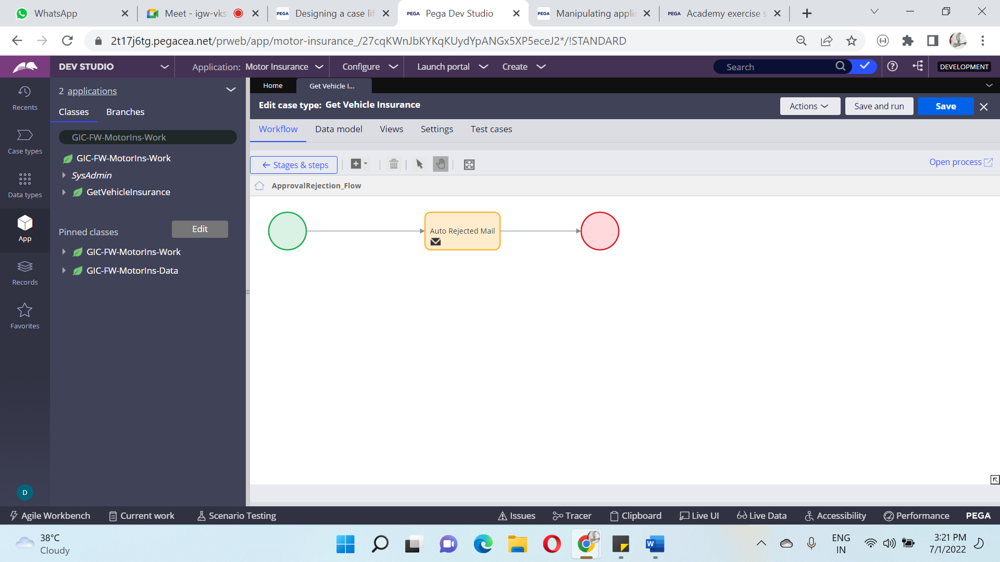 WhatsApp
Meet - igw-vks
PEGA Designing a case lif
PEGA Pega Dev Studio
PEGA Manipulating applic
PEGA Academy exercise s
2t17j6tg.pegacea.net/prweb/app/motor-insurance_/27cqKWnJbKYKqKUydYpANGx5XP5eceJ2*/!STANDARD
DEV STUDIO
Application: Motor Insurance
Configure
Launch portal
Create
Search
DEVELOPMENT
Recents
Case types
Data types
App
Records
Favorites
D
2 applications
Classes
Branches
GIC-FW-MotorIns-Work
GIC-FW-MotorIns-Work
SysAdmin
GetVehicleInsurance
Pinned classes
Edit
GIC-FW-MotorIns-Work
GIC-FW-MotorIns-Data
Home
Get Vehicle I...
Edit case type: Get Vehicle Insurance
Actions
Save and run
Save
Workflow
Data model
Views
Settings
Test cases
Stages & steps
Open process
ApprovalRejection_Flow
Auto Rejected Mail
Agile Workbench
Current work
Scenario Testing
Issues
Tracer
Clipboard
Live UI
Live Data
Accessibility
Performance
PEGA
38°C
Cloudy
W
ENG
IN
3:21 PM
7/1/2022